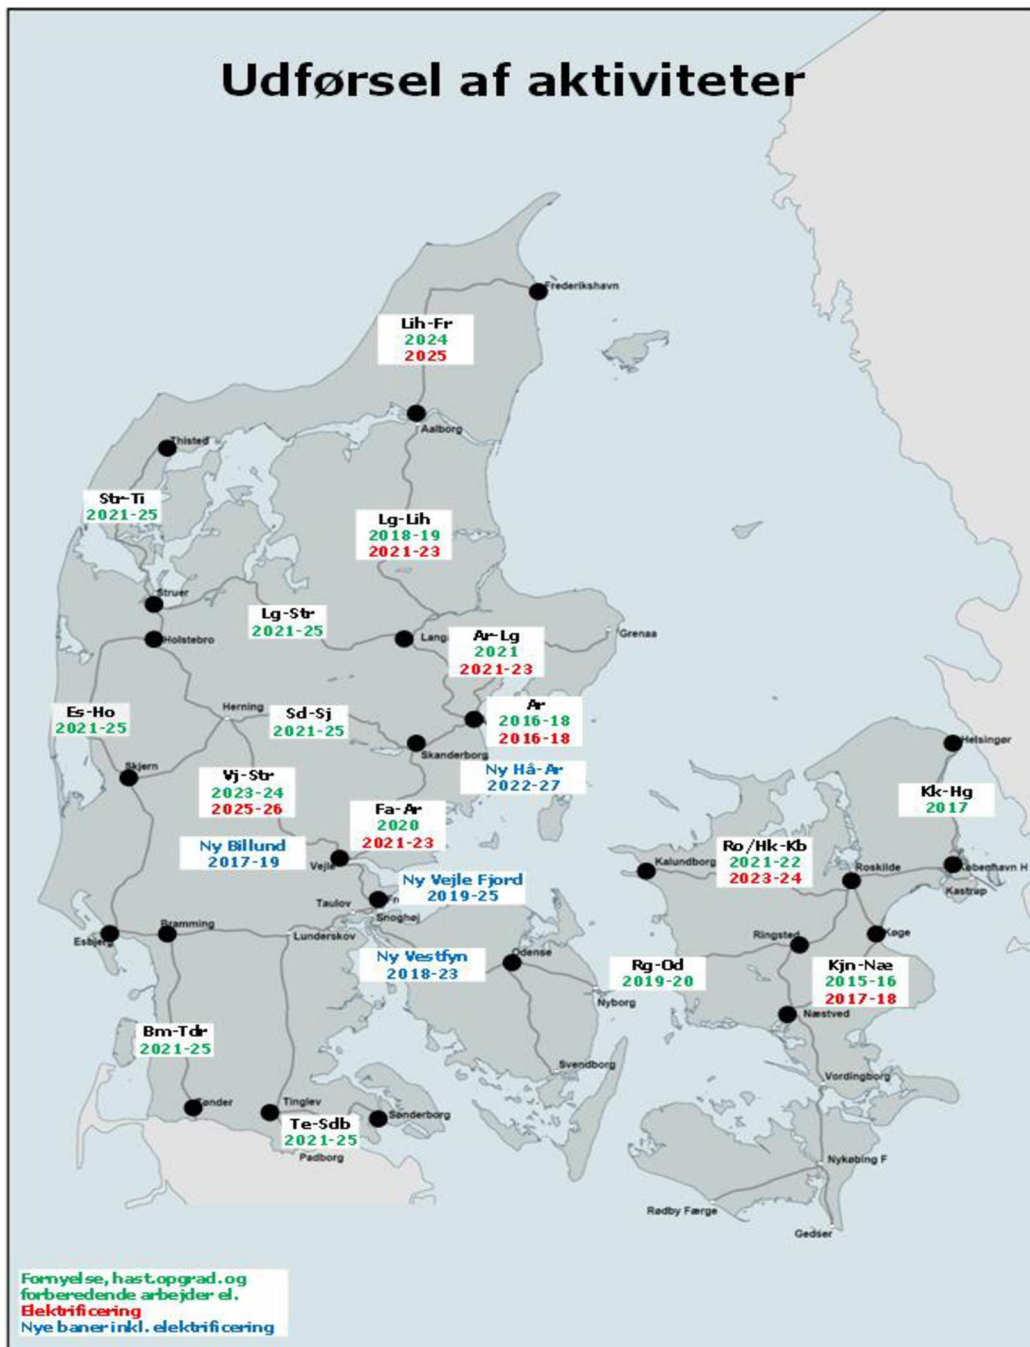 Udførsel af aktiviteter
Frederikshavn
Lih-Fr
2024
2025
Aalborg
Thisted
Str-Ti
2021-25
Lg-Lih
2018-19
2021-23
Struer
Lg-Str
2021-25
Holstebro
Lang
Ar-Lg
2021
2021-23
Grenaa
Es-Ho
2021-25
Herning
Sd-Sj
2021-25
Ar
2016-18
2016-18
Skanderborg
Helsingør
Skjern
Vj-Str
2023-24
2025-26
Ny Hå-Ar
2022-27
Kk-Hg
2017
Fa-Ar
2020
2021-23
Ny Billund
2017-19
Vejle
Ro/Hk-Kb
2021-22
2023-24
Kalundborg
Roskilde
København H
Kastrup
Ny Vejle Fjord
2019-25
Taulov
Fr
Snoghøj
Esbjerg
Bramming
Lunderskov
Ringsted
Køge
Ny Vestfyn
2018-23
Odense
Rg-Od
2019-20
Kjn-Næ
2015-16
2017-18
Nyborg
Næstved
Bm-Tdr
2021-25
Svendborg
Vordingborg
Tønder
Tinglev
Sønderborg
Te-Sdb
2021-25
Padborg
Nykøbing F
Rødby Færge
Gedser
Fornyelse, hast.opgrad. og
forberedende arbejder el.
Elektrificering
Nye baner inkl. elektrificering